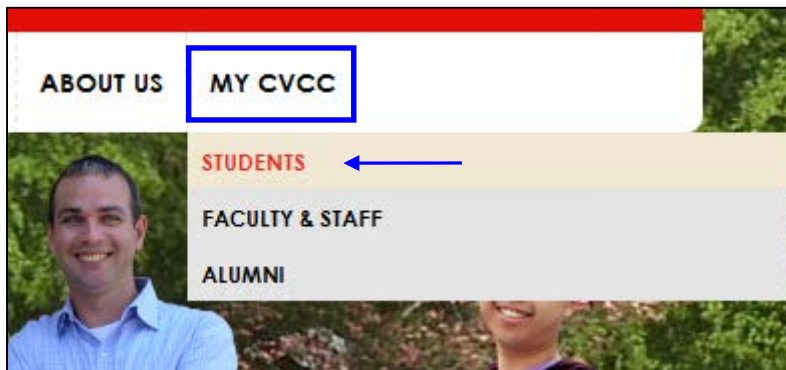 ABOUT US MY CVCC
STUDENTS
FACULTY & STAFF
ALUMNI